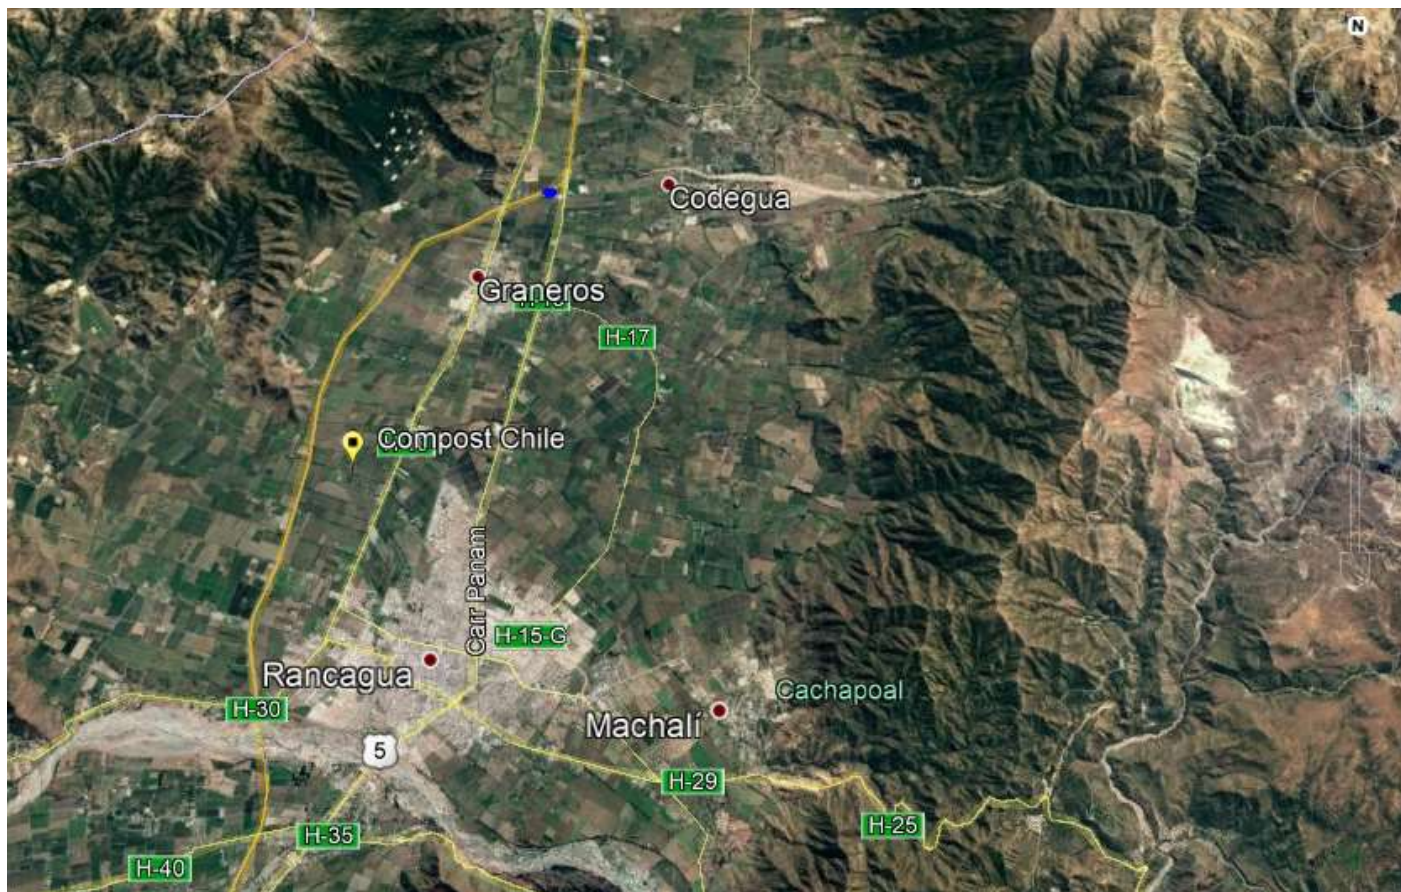 N
Codegua
Graneros
H-17
Compost Chile
Carr Panam
H-15-G
Rancagua
Cachapoal
H-30
Machalí
5
H-29
H-25
H-35
H-40